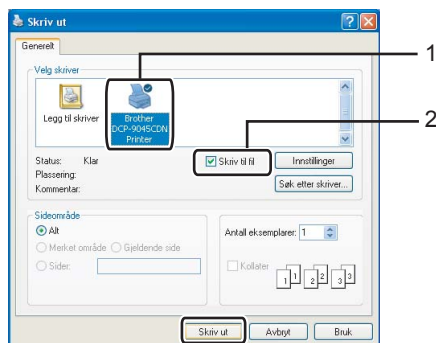 Skriv ut
Generelt
Velg skriver
Legg til skriver
Brother
DCP-9045CDN
Printer
1
2
Status: Klar
Plassering:
Kommentar:
Skriv til fil
Innstillinger
Søk etter skriver...
Sideområde
Alt
Merket område Gjeldende side
Sider:
Antall eksemplarer: 1
Kollater
1 1 2 2 3 3
Skriv ut Avbryt Bruk